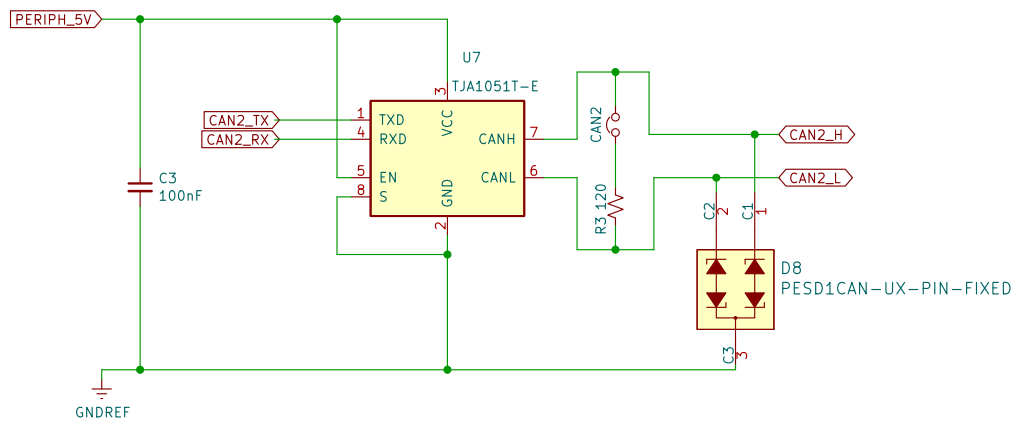 PERIPH_5V
U7
TJA1051T-E
3
VCC
CAN2_TX
1
TXD
CAN2_RX
4
RXD
CANH
7
CAN2
CAN2_H
5
EN
CANL
6
CAN2_L
8
S
GND
2
C3
100nF
R3
120
C2
2
C1
1
D8
PESD1CAN-UX-PIN-FIXED
C3
3
GNDREF